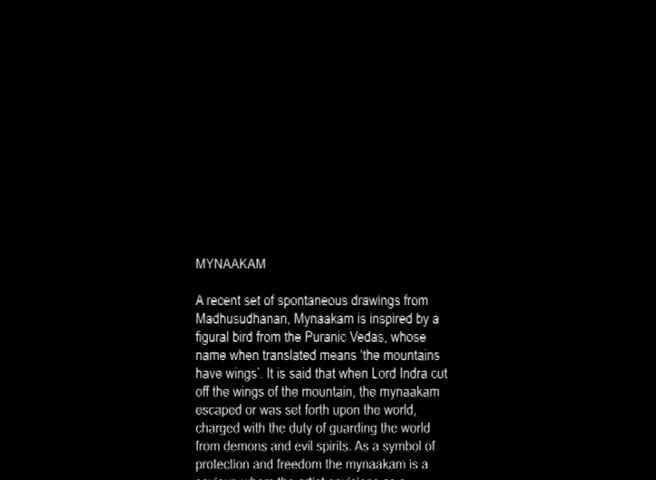 MYNAAKAM
A recent set of spontaneous drawings from
Madhusudhanan, Mynaakam is inspired by a
figural bird from the Puranic Vedas, whose
name when translated means 'the mountains
have wings'. It is said that when Lord Indra cut
off the wings of the mountain, the mynaakam
escaped or was set forth upon the world,
charged with the duty of guarding the world
from demons and evil spirits. As a symbol of
protection and freedom the mynaakam is a